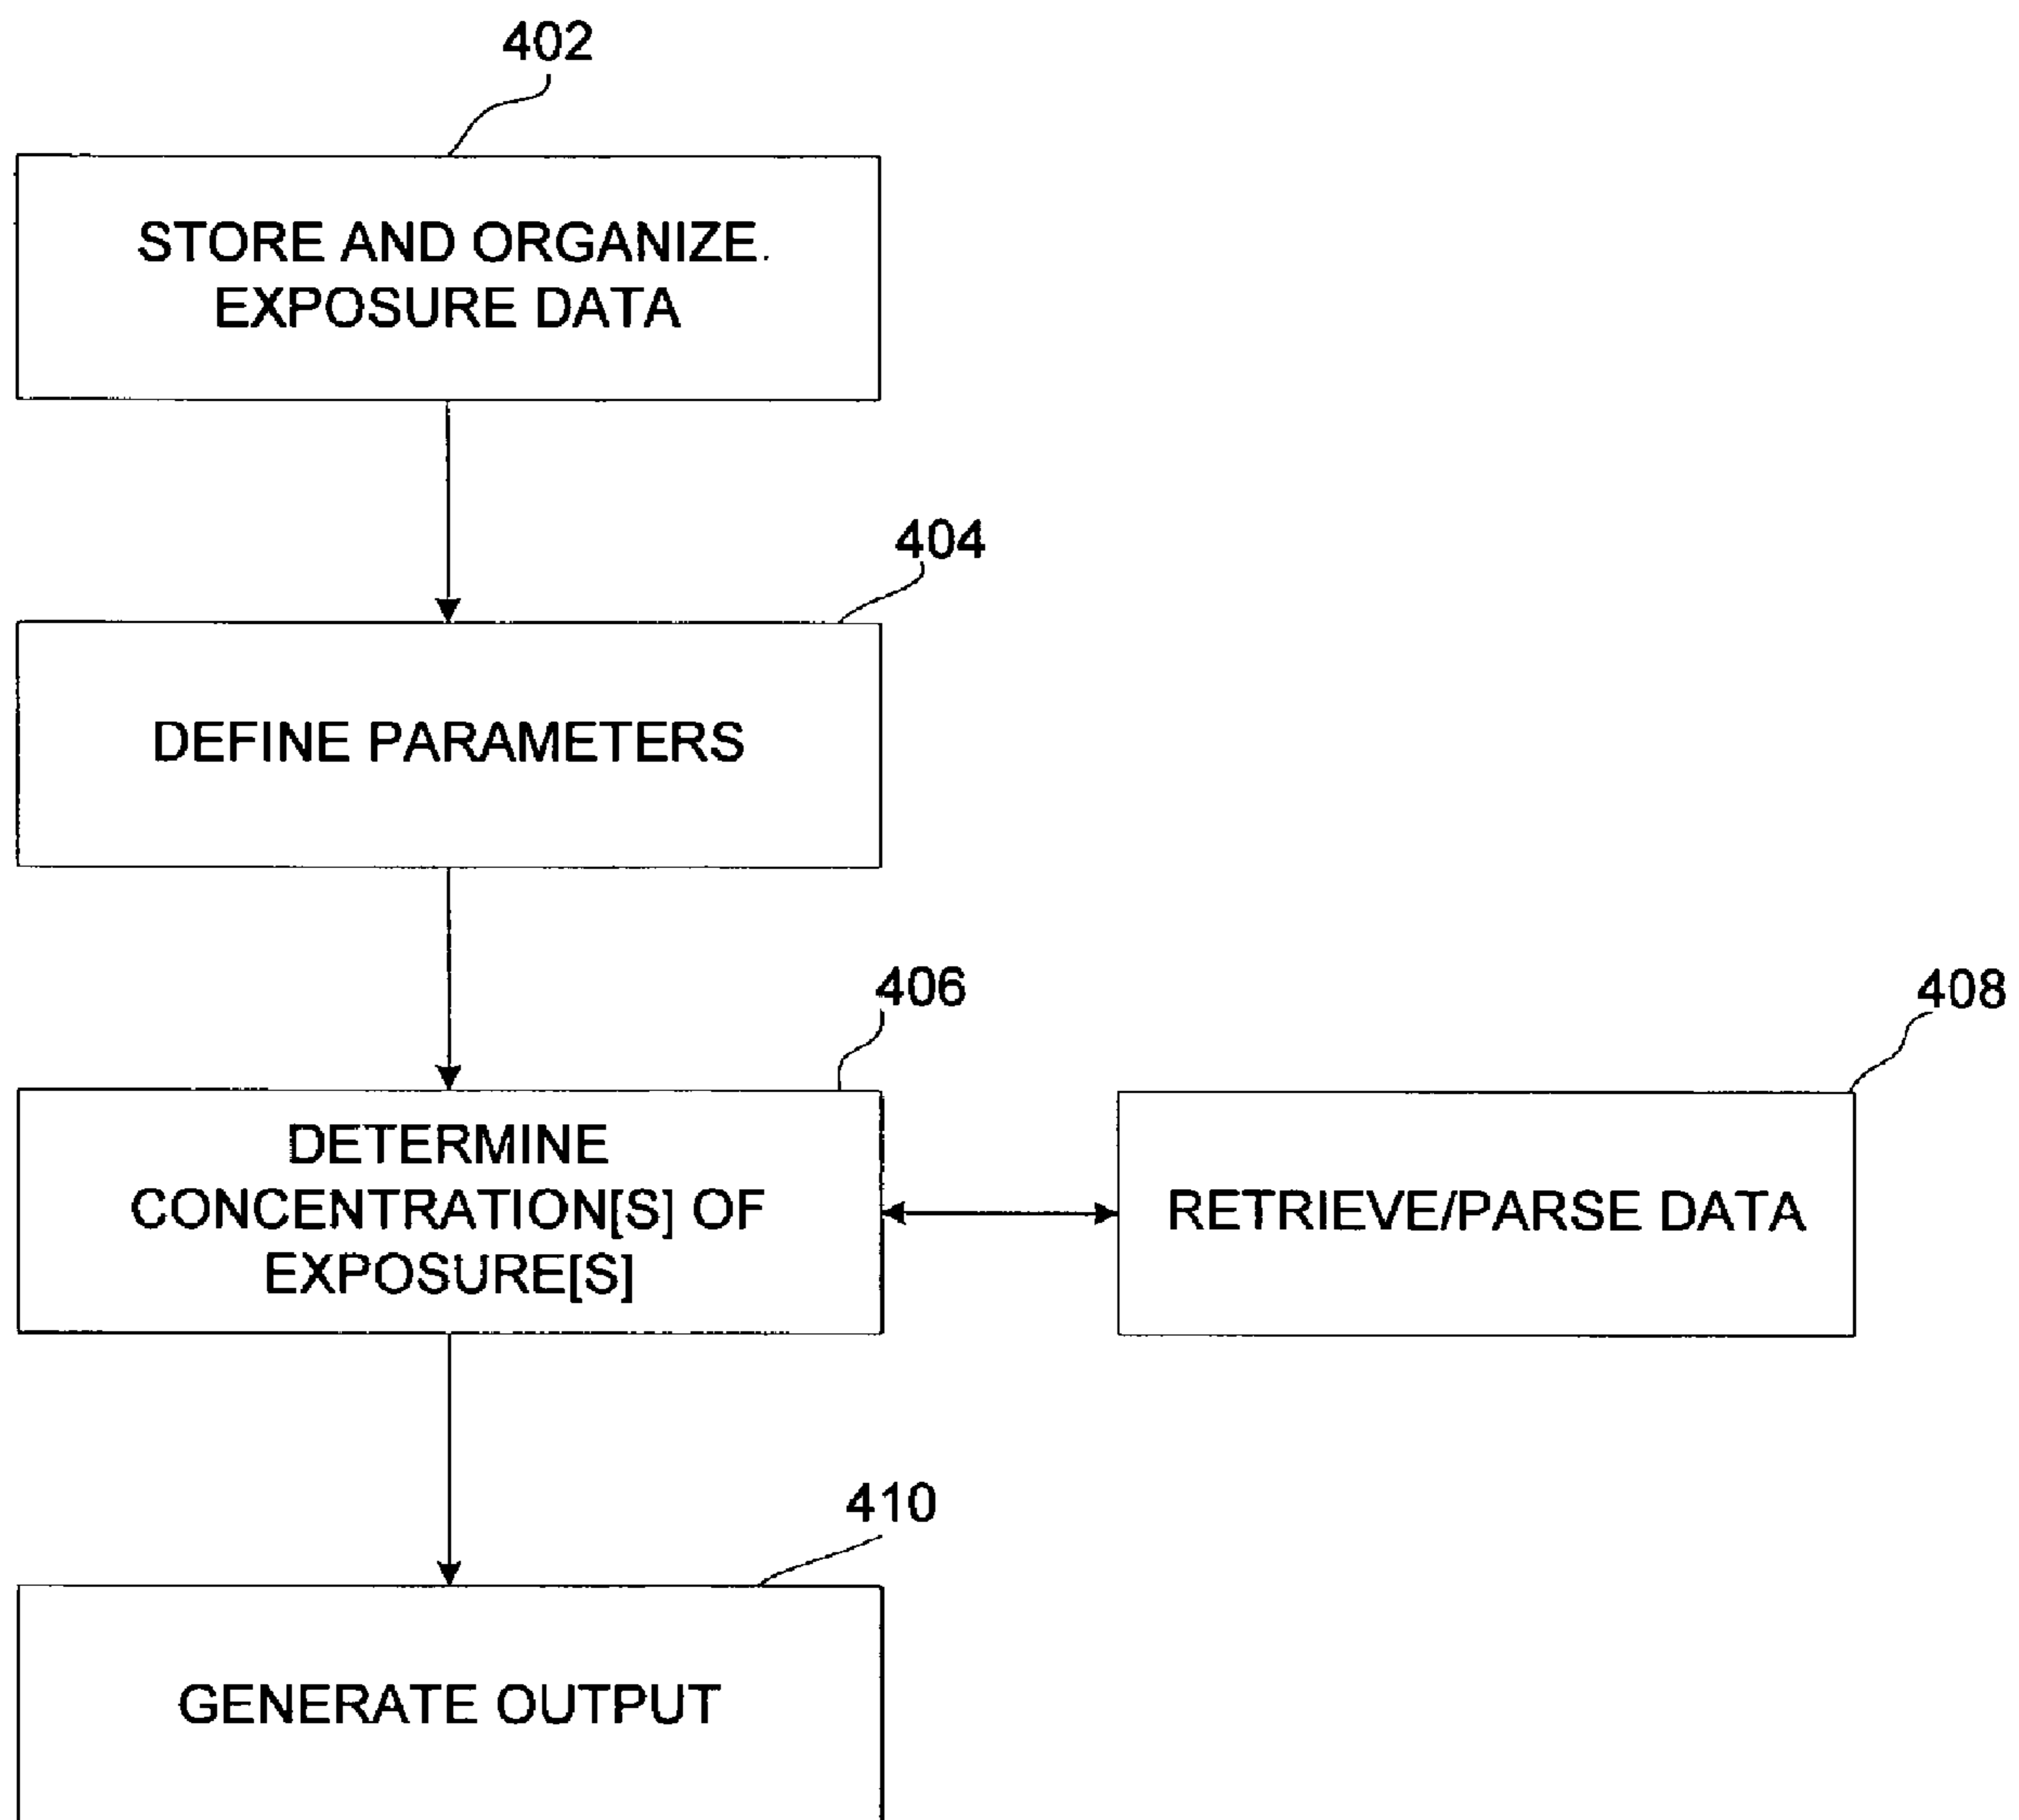 402
STORE AND ORGANIZE.
EXPOSURE DATA
404
DEFINE PARAMETERS
406
408
DETERMINE
CONCENTRATION[S] OF
EXPOSURE[S]
RETRIEVE/PARSE DATA
410
GENERATE OUTPUT